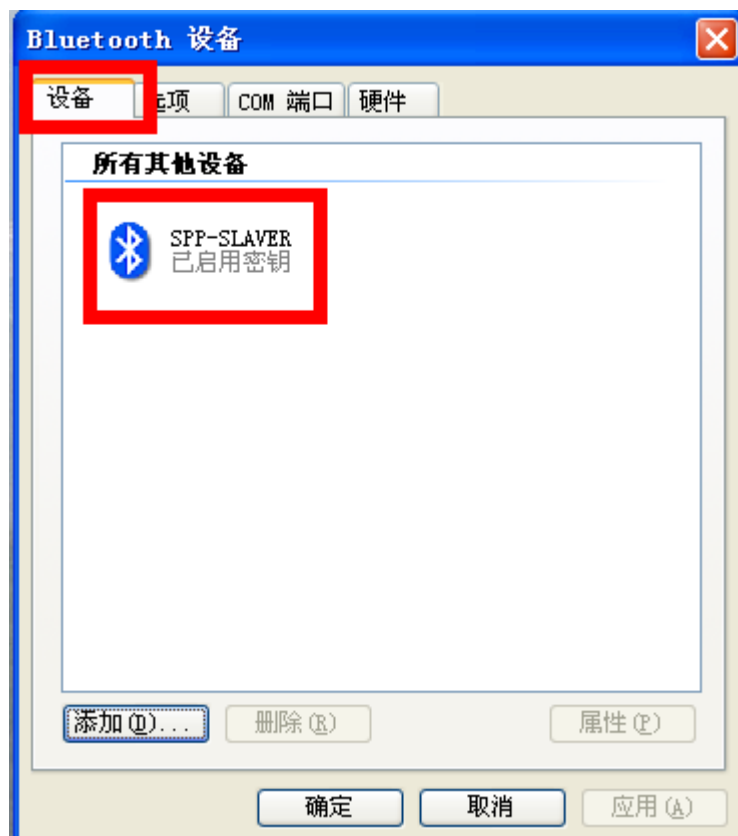 Bluetooth 设备
设备 选项 COM 端口 硬件
所有其他设备
SPP-SLAVER
已启用密钥
添加(D)... 删除(R) 属性(P)
确定 取消 应用(A)